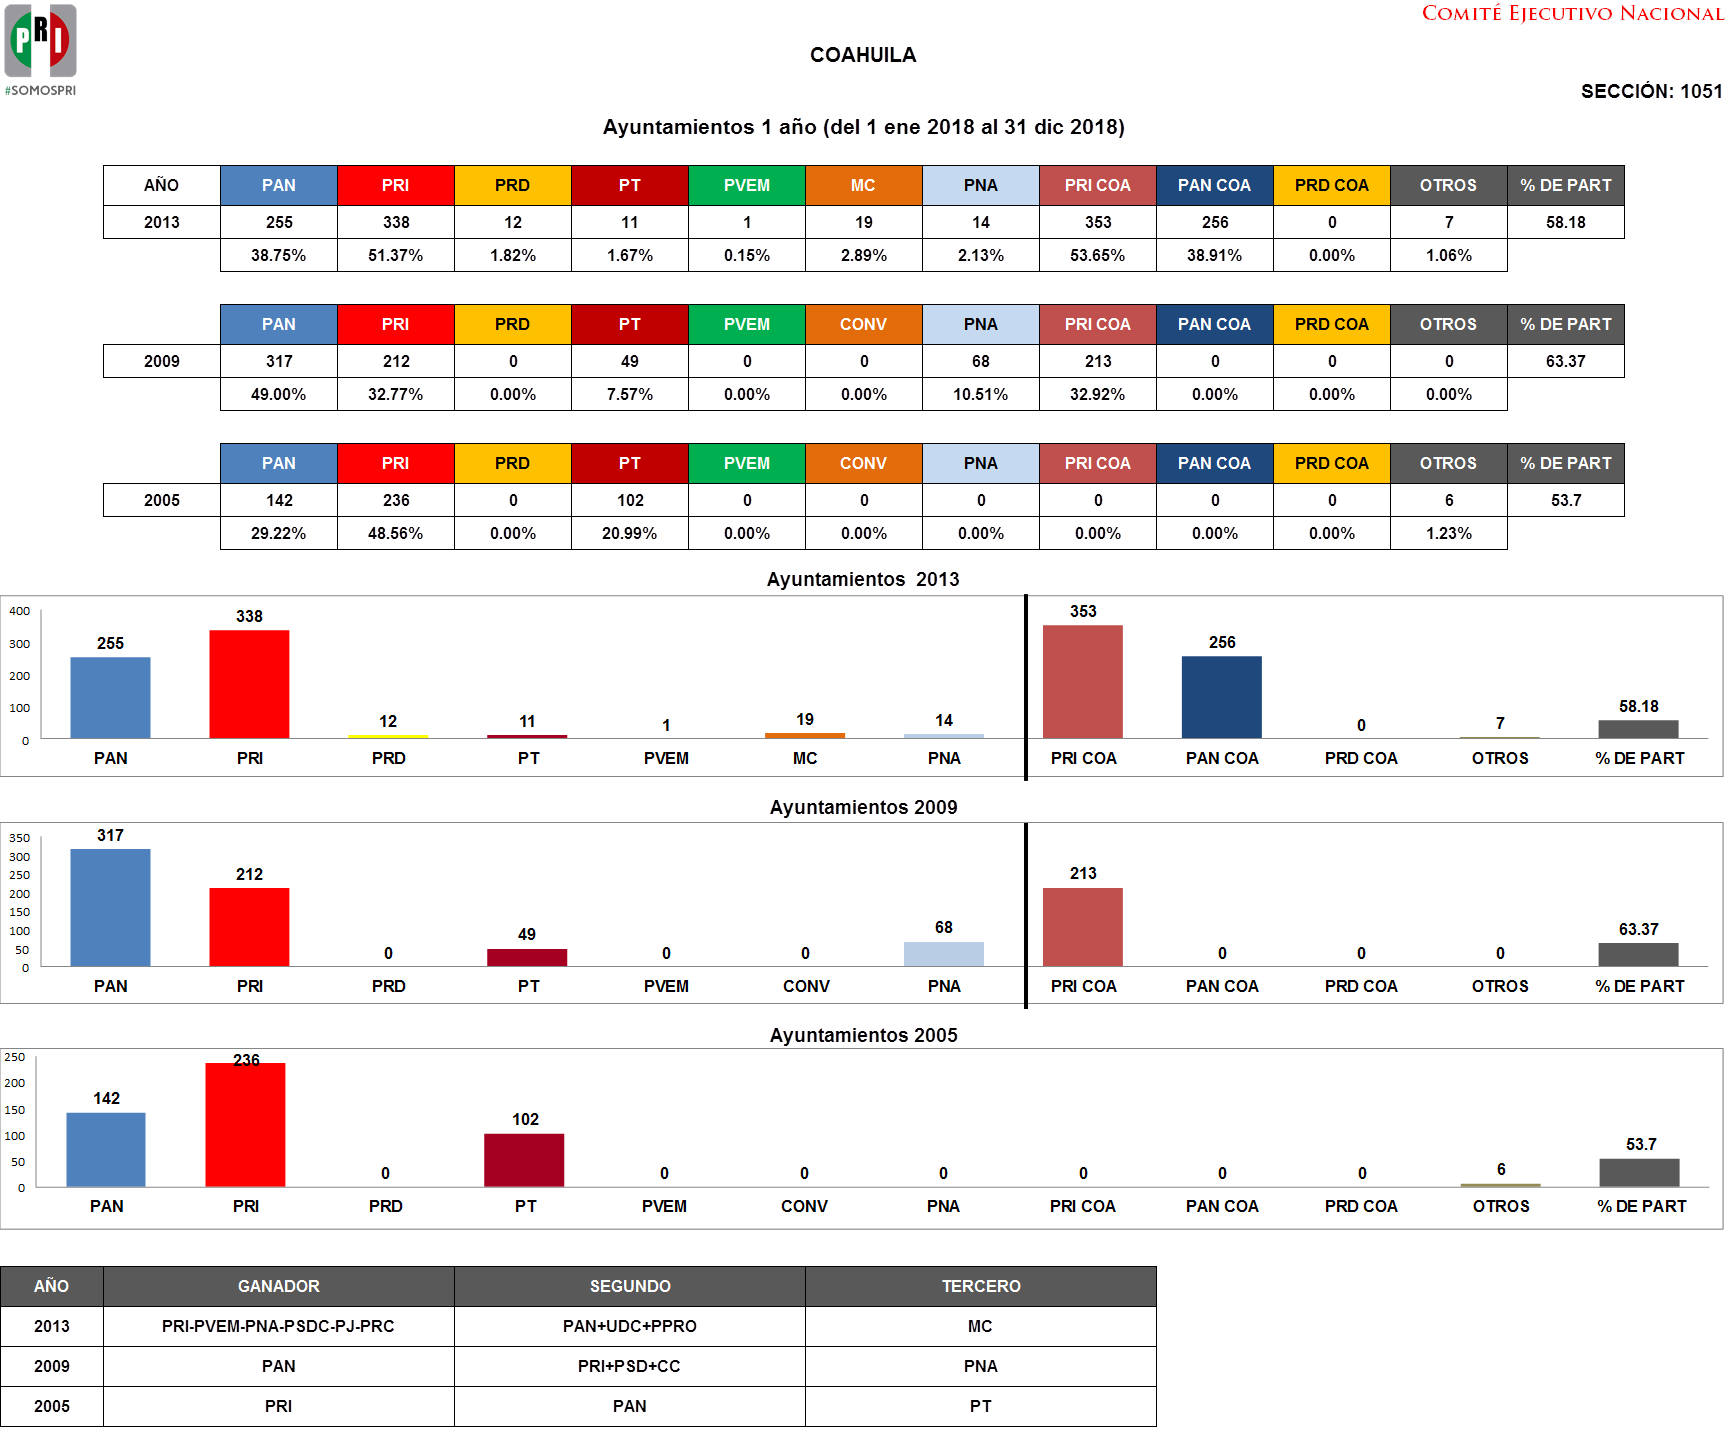 COMITÉ EJECUTIVO NACIONAL
PRI
#SOMOSPRI
COAHUILA
SECCIÓN: 1051
Ayuntamientos 1 año (del 1 ene 2018 al 31 dic 2018)
AÑO PAN PRI PRD PT PVEM MC PNA PRI COA PAN COA PRD COA OTROS % DE PART
2013 255 338 12 11 1 19 14 353 256 0 7 58.18
38.75% 51.37% 1.82% 1.67% 0.15% 2.89% 2.13% 53.65% 38.91% 0.00% 1.06%
PAN PRI PRD PT PVEM CONV PNA PRI COA PAN COA PRD COA OTROS % DE PART
2009 317 212 0 49 0 0 68 213 0 0 0 63.37
49.00% 32.77% 0.00% 7.57% 0.00% 0.00% 10.51% 32.92% 0.00% 0.00% 0.00%
PAN PRI PRD PT PVEM CONV PNA PRI COA PAN COA PRD COA OTROS % DE PART
2005 142 236 0 102 0 0 0 0 0 0 6 53.7
29.22% 48.56% 0.00% 20.99% 0.00% 0.00% 0.00% 0.00% 0.00% 0.00% 1.23%
Ayuntamientos 2013
400
300
200
100
0
255 338 12 11 1 19 14 353 256 0 7 58.18
PAN PRI PRD PT PVEM MC PNA PRI COA PAN COA PRD COA OTROS % DE PART
Ayuntamientos 2009
350
300
250
200
150
100
50
0
317 212 0 49 0 0 68 213 0 0 0 63.37
PAN PRI PRD PT PVEM CONV PNA PRI COA PAN COA PRD COA OTROS % DE PART
Ayuntamientos 2005
250
200
150
100
50
0
142 236 0 102 0 0 0 0 0 0 6 53.7
PAN PRI PRD PT PVEM CONV PNA PRI COA PAN COA PRD COA OTROS % DE PART
AÑO GANADOR SEGUNDO TERCERO
2013 PRI-PVEM-PNA-PSDC-PJ-PRC PAN+UDC+PPRO MC
2009 PAN PRI+PSD+CC PNA
2005 PRI PAN PT